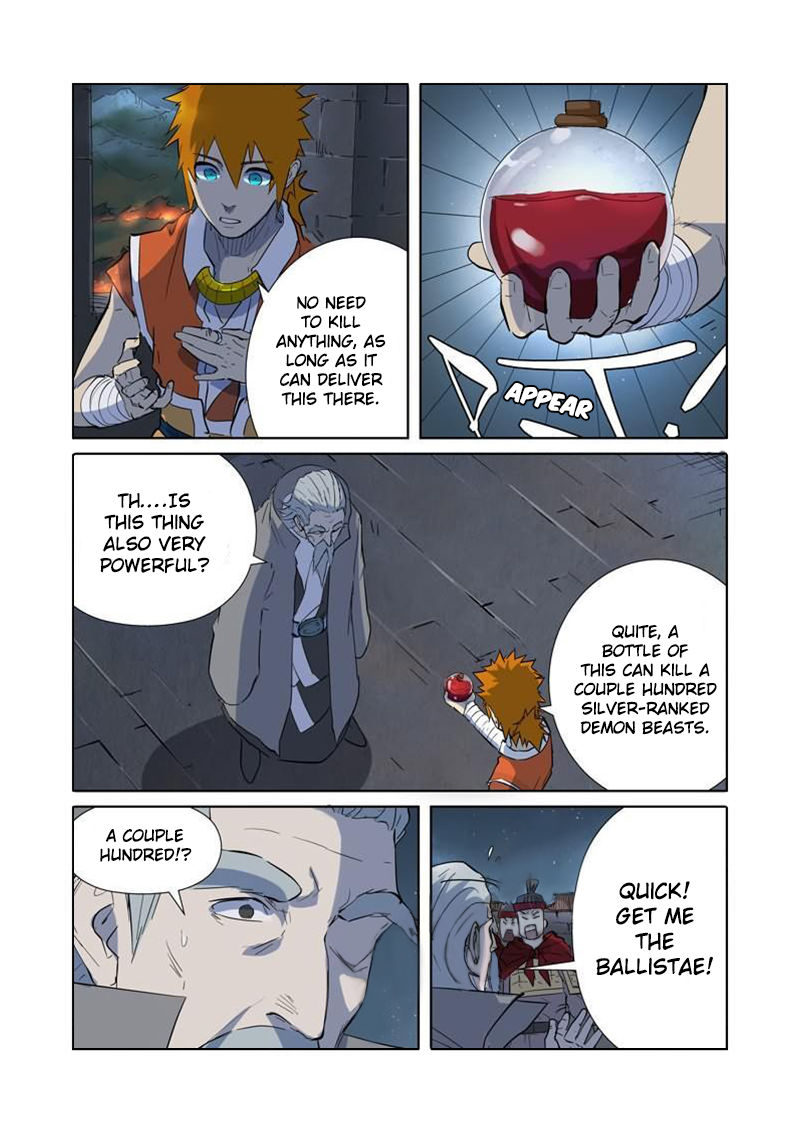 NO NEED
TO KILL
ANYTHING, AS
LONG AS IT
CAN DELIVER
THIS THERE.
APPEAR
TH....IS
THIS THING
ALSO VERY
POWERFUL?
QUITE, A
BOTTLE OF
THIS CAN KILL A
COUPLE HUNDRED
SILVER-RANKED
DEMON BEASTS.
A COUPLE
HUNDRED!?
QUICK!
GET ME
THE
BALLISTAE!